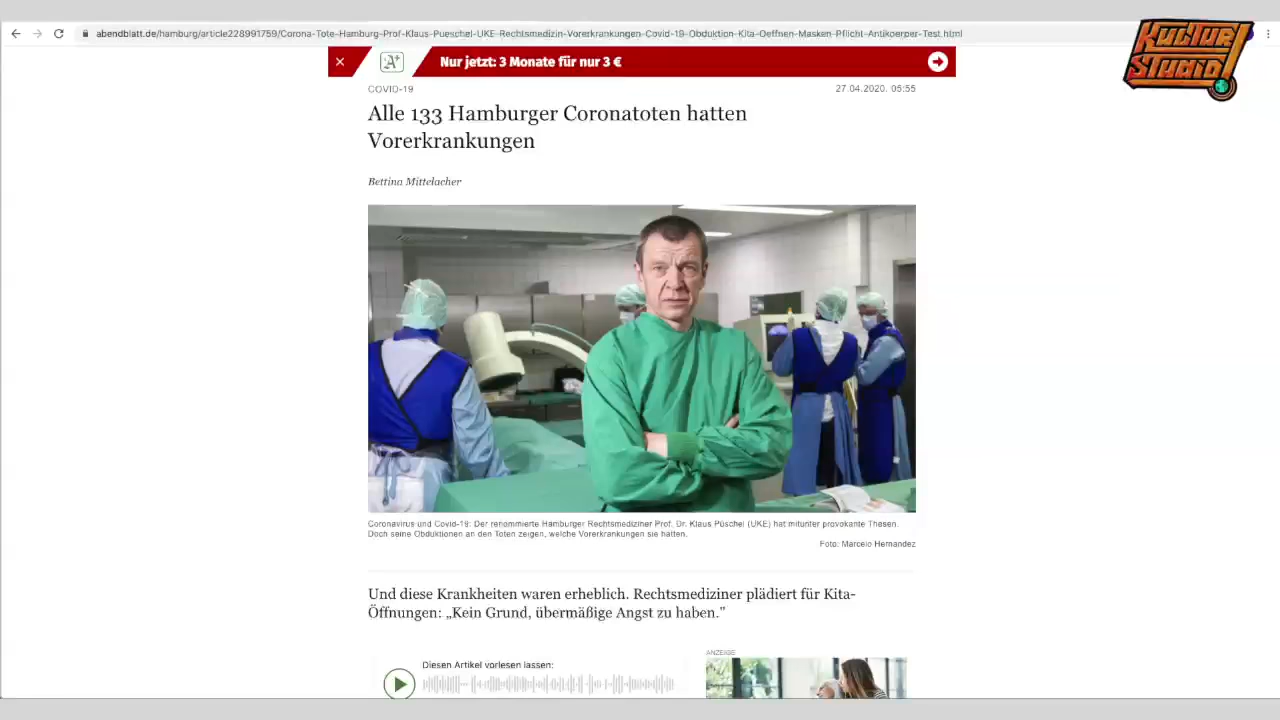 abendblatt.de/hamburg/article228991759/Corona-Tote-Hamburg-Prof-Klaus-Pueschel-UKE-Rechtsmedizin-Vorerkrankungen-Covid-19-Obduktion-Kita-Oeffnen-Masken-Pflicht-Antikoerper-Test.html
KULTUR
STUDIO!
A+
Nur jetzt: 3 Monate für nur 3 €
COVID-19
27.04.2020, 05:55
Alle 133 Hamburger Coronatoten hatten
Vorerkrankungen
Bettina Mittelacher
Coronavirus und Covid-19: Der renommierte Hamburger Rechtsmediziner Prof. Dr. Klaus Püschel (UKE) hat mitunter provokante Thesen.
Doch seine Obduktionen an den Toten zeigen, welche Vorerkrankungen sie hatten.
Foto: Marcelo Hernandez
Und diese Krankheiten waren erheblich. Rechtsmediziner plädiert für Kita-
Öffnungen: „Kein Grund, übermäßige Angst zu haben.“
Diesen Artikel vorlesen lassen:
ANZEIGE